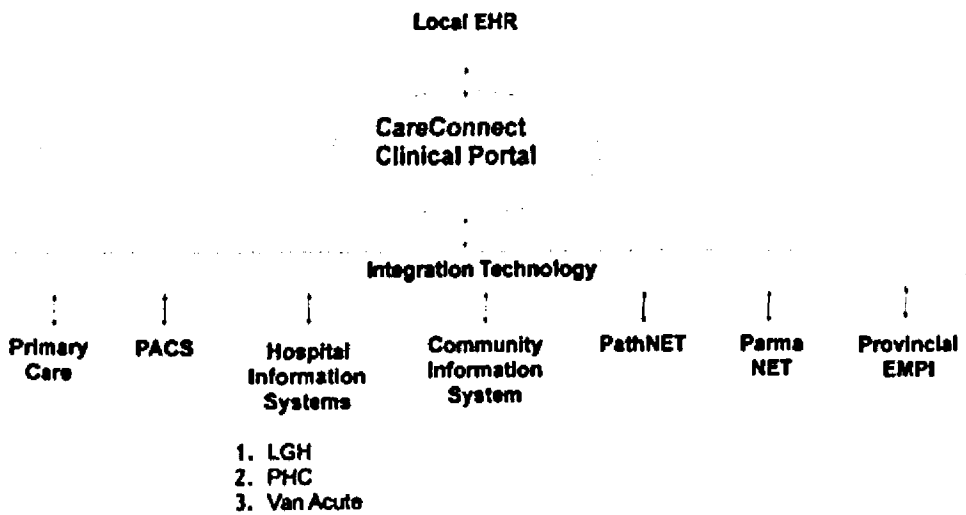 Local EHR
CareConnect
Clinical Portal
Integration Technology
Primary
Care
PACS
Hospital
Information
Systems
Community
Information
System
PathNET
Parma
NET
Provincial
EMPI
1. LGH
2. PHC
3. Van Acute